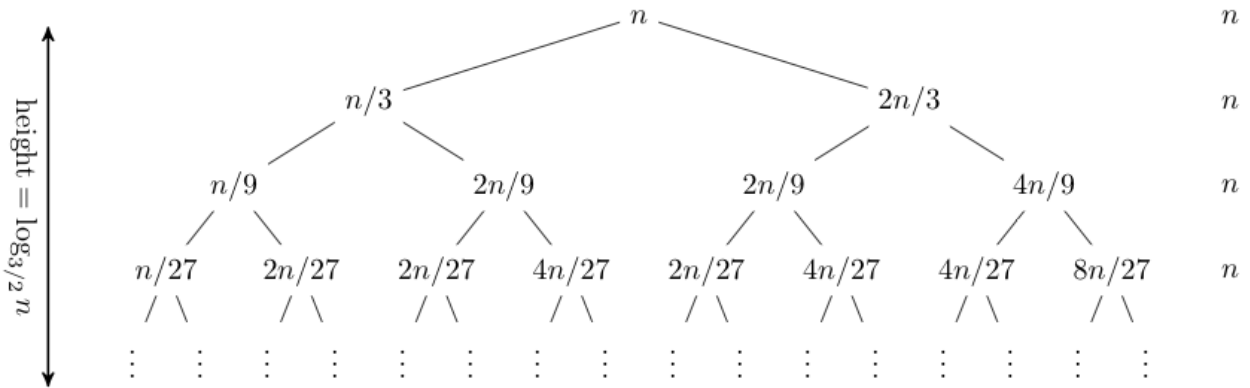 n n
n/3 2n/3 n
n/9 2n/9 2n/9 4n/9 n
n/27 2n/27 2n/27 4n/27 2n/27 4n/27 4n/27 8n/27 n
⋮ ⋮ ⋮ ⋮ ⋮ ⋮ ⋮ ⋮ ⋮ ⋮ ⋮ ⋮ ⋮ ⋮ ⋮ ⋮
height = log_{3/2} n